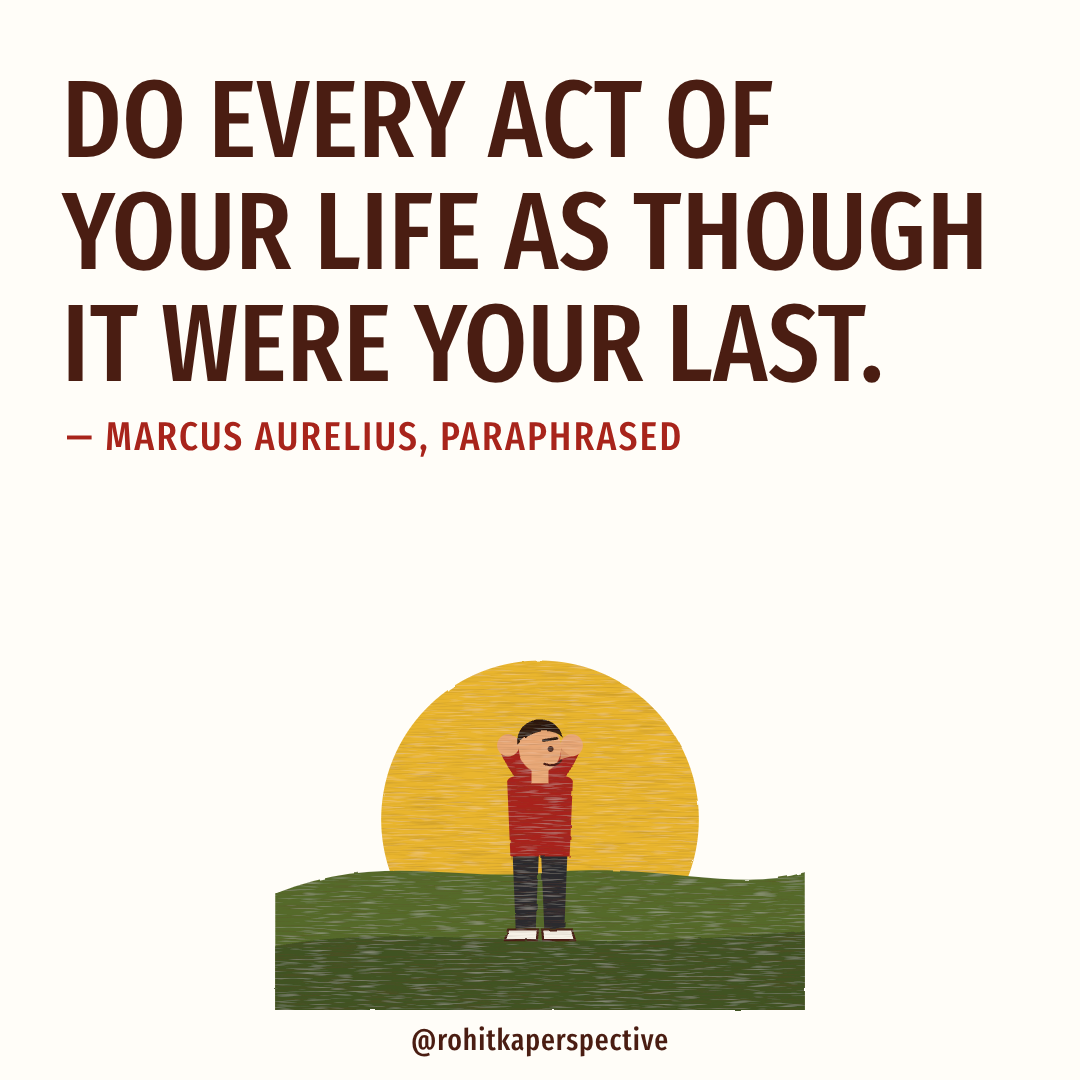 DO EVERY ACT OF
YOUR LIFE AS THOUGH
IT WERE YOUR LAST.
— MARCUS AURELIUS, PARAPHRASED
@rohitkaperspective